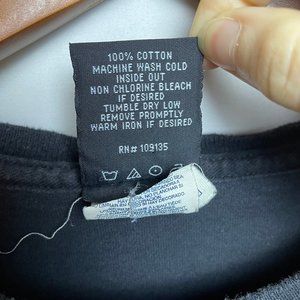 100% COTTON
MACHINE WASH COLD
INSIDE OUT
NON CHLORINE BLEACH
IF DESIRED
TUMBLE DRY LOW
REMOVE PROMPTLY
WARM IRON IF DESIRED
RN# 109135